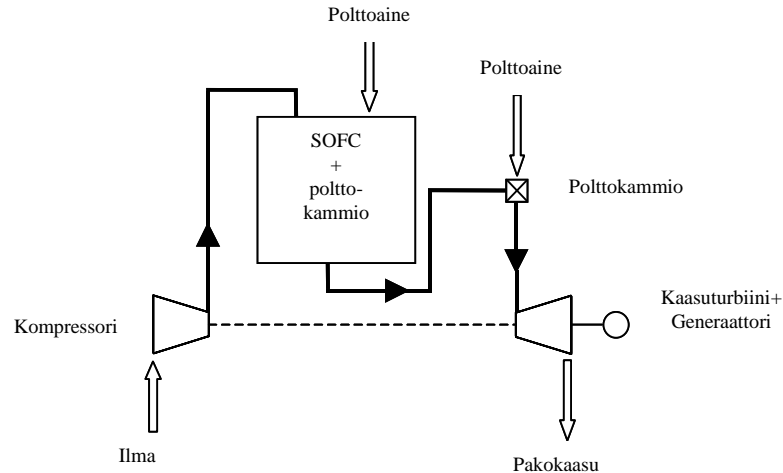 Polttoaine
Polttoaine
SOFC
+
poltto-
kammio
Polttokammio
Kompressori
Kaasuturbiini+
Generaattori
Ilma
Pakokaasu